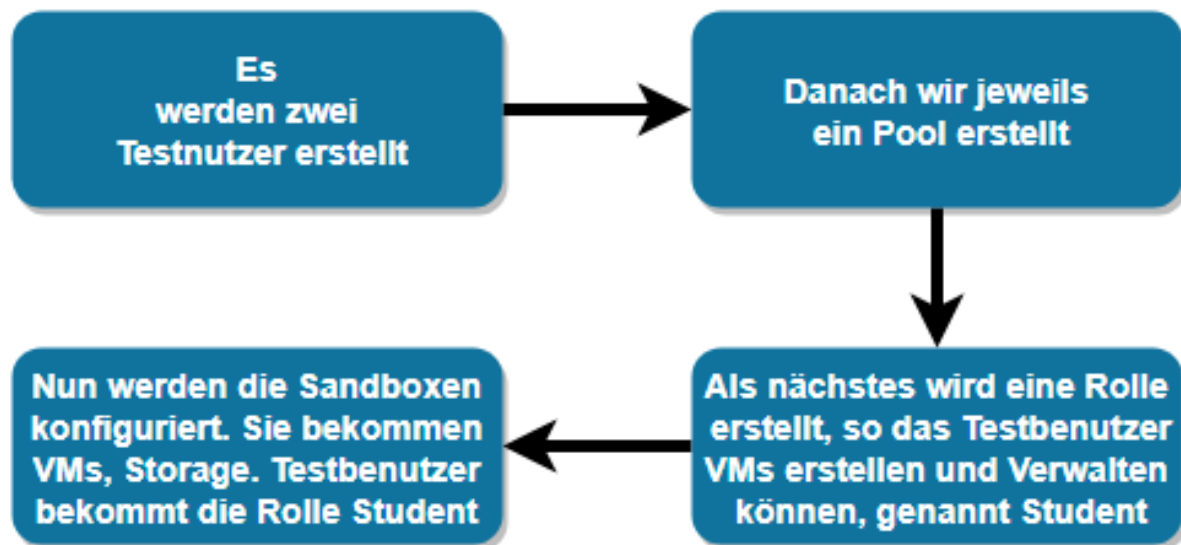 Es
werden zwei
Testnutzer erstellt
Danach wir jeweils
ein Pool erstellt
Als nächstes wird eine Rolle
erstellt, so das Testbenutzer
VMs erstellen und Verwalten
können, genannt Student
Nun werden die Sandboxen
konfiguriert. Sie bekommen
VMs, Storage. Testbenutzer
bekommt die Rolle Student